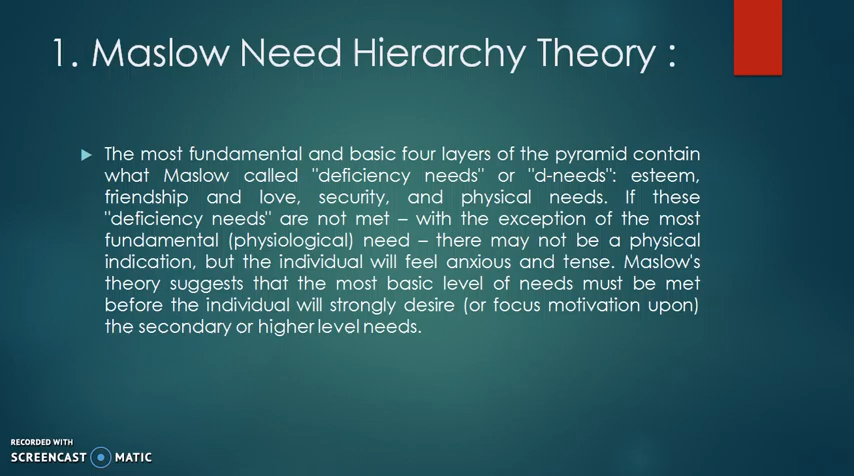 1. Maslow Need Hierarchy Theory :
The most fundamental and basic four layers of the pyramid contain
what Maslow called "deficiency needs" or "d-needs": esteem,
friendship and love, security, and physical needs. If these
"deficiency needs" are not met – with the exception of the most
fundamental (physiological) need – there may not be a physical
indication, but the individual will feel anxious and tense. Maslow's
theory suggests that the most basic level of needs must be met
before the individual will strongly desire (or focus motivation upon)
the secondary or higher level needs.
RECORDED WITH
SCREENCAST MATIC